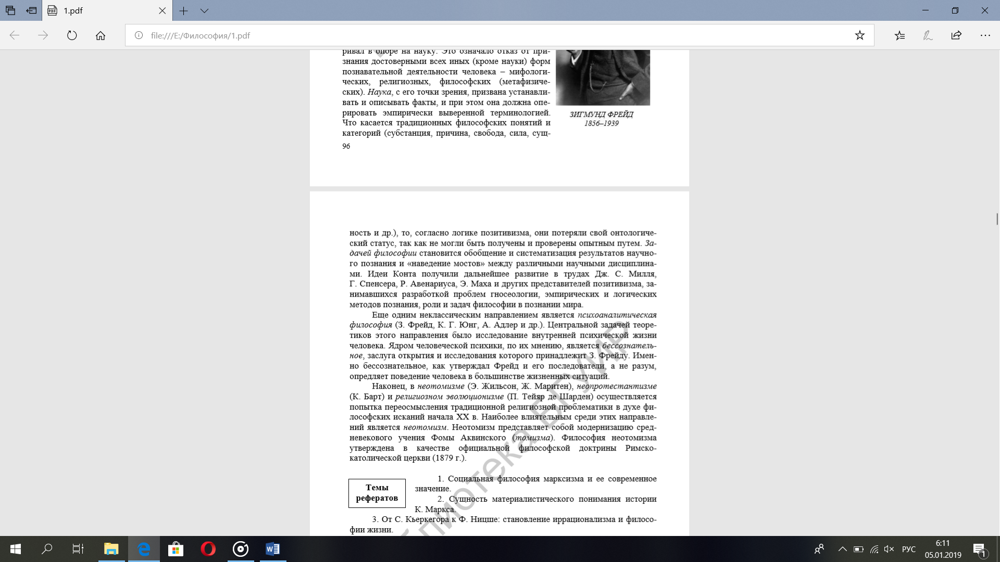 1.pdf
file:///E:/Философия/1.pdf
ривал в опоре на науку. Это означало отказ от при-
знания достоверными всех иных (кроме науки) форм
познавательной деятельности человека – мифологи-
ческих, религиозных, философских (метафизиче-
ских). Наука, с его точки зрения, призвана устанавли-
вать и описывать факты, и при этом она должна опе-
рировать эмпирически выверенной терминологией.
Что касается традиционных философских понятий и
категорий (субстанция, причина, свобода, сила, сущ-
ЗИГМУНД ФРЕЙД
1856–1939
96
ность и др.), то, согласно логике позитивизма, они потеряли свой онтологиче-
ский статус, так как не могли быть получены и проверены опытным путем. За-
дачей философии становится обобщение и систематизация результатов научно-
го познания и «наведение мостов» между различными научными дисциплина-
ми. Идеи Конта получили дальнейшее развитие в трудах Дж. С. Милля,
Г. Спенсера, Р. Авенариуса, Э. Маха и других представителей позитивизма, за-
нимавшихся разработкой проблем гносеологии, эмпирических и логических
методов познания, роли и задач философии в познании мира.
Еще одним неклассическим направлением является психоаналитическая
философия (З. Фрейд, К. Г. Юнг, А. Адлер и др.). Центральной задачей теоре-
тиков этого направления было исследование внутренней психической жизни
человека. Ядром человеческой психики, по их мнению, является бессознатель-
ное, заслуга открытия и исследования которого принадлежит З. Фрейду. Имен-
но бессознательное, как утверждал Фрейд и его последователи, а не разум,
опредляет поведение человека в большинстве жизненных ситуаций.
Наконец, в неотомизме (Э. Жильсон, Ж. Маритен), неопротестантизме
(К. Барт) и религиозном эволюционизме (П. Тейяр де Шарден) осуществляется
попытка переосмысления традиционной религиозной проблематики в духе фи-
лософских исканий начала XX в. Наиболее влиятельным среди этих направле-
ний является неотомизм. Неотомизм представляет собой модернизацию сред-
невекового учения Фомы Аквинского (томизма). Философия неотомизма
утверждена в качестве официальной философской доктрины Римско-
католической церкви (1879 г.).
Темы
рефератов
1. Социальная философия марксизма и ее современное
значение.
2. Сущность материалистического понимания истории
К. Маркса.
3. От С. Кьеркегора к Ф. Ницше: становление иррационализма и филосо-
фии жизни.
блиотека БГУИР
РУС
6:11
05.01.2019
1